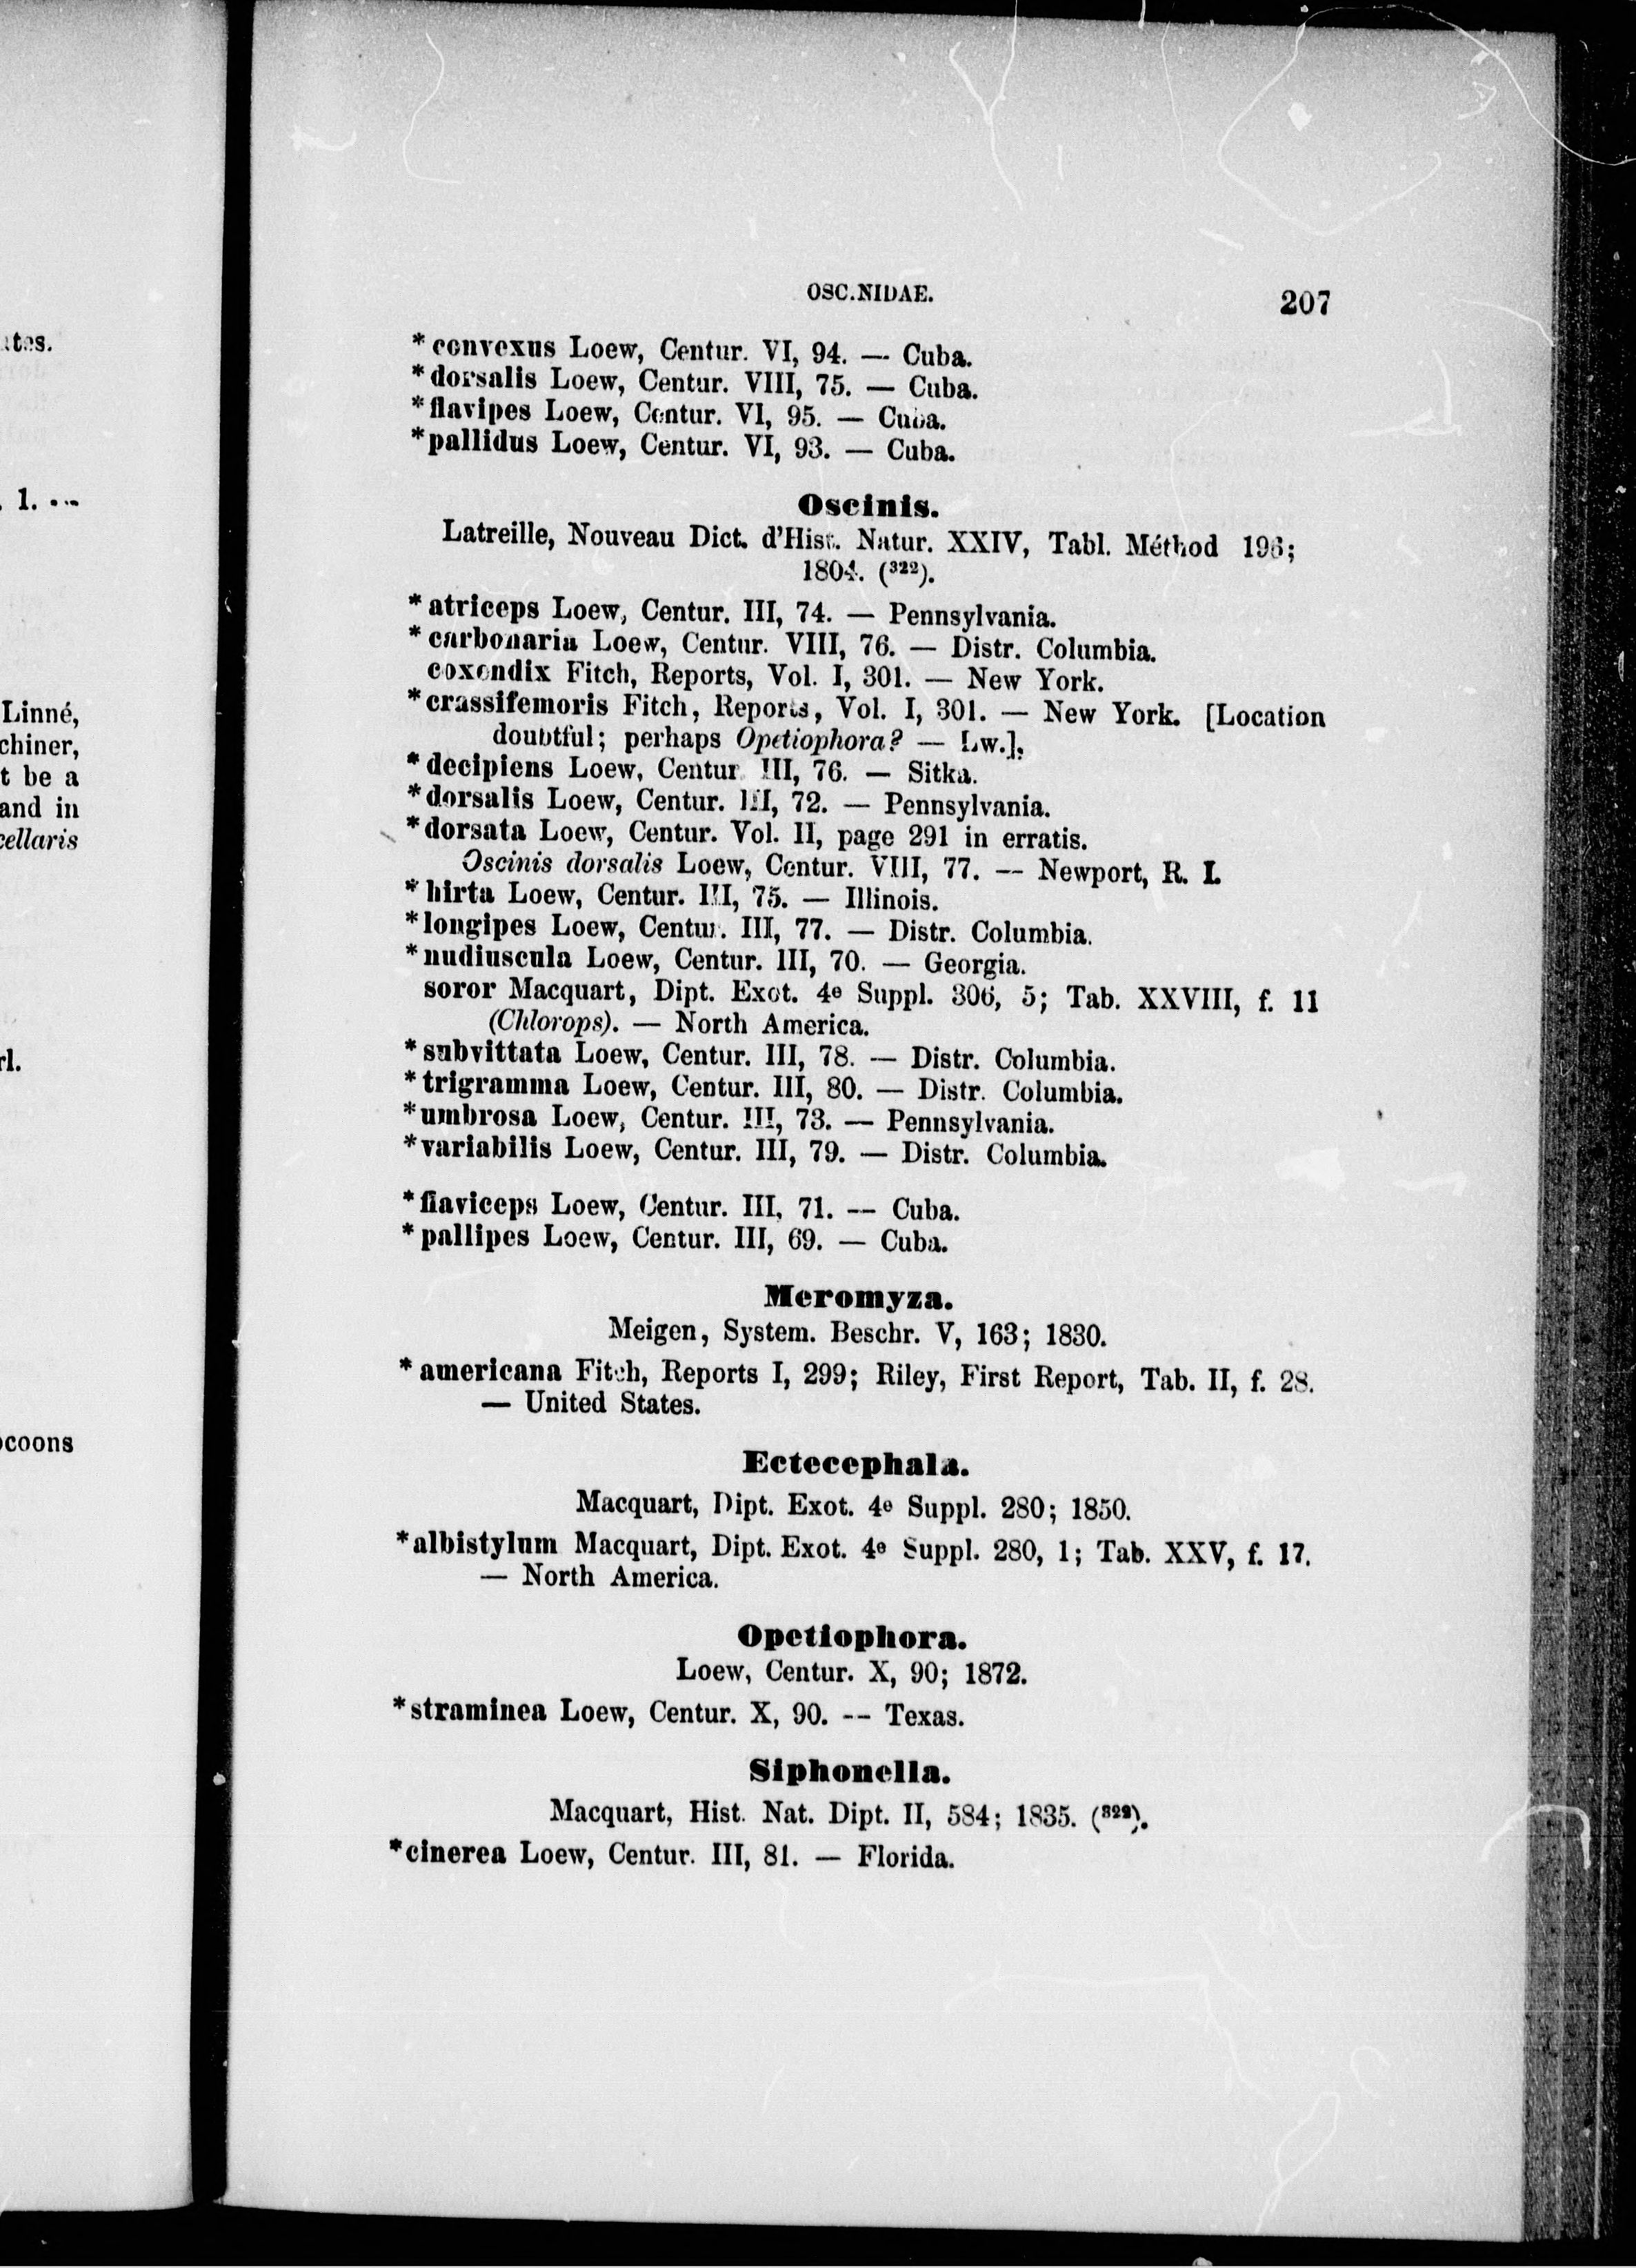 utes.
1. --
Linné,
chiner,
t be a
and in
cellaris
rl.
ocoons
OSC.NIDAE.
207
*convexus Loew, Centur. VI, 94. — Cuba.
*dorsalis Loew, Centur. VIII, 75. — Cuba.
*flavipes Loew, Centur. VI, 95. — Cuba.
*pallidus Loew, Centur. VI, 93. — Cuba.
Oscinis.
Latreille, Nouveau Dict. d'Hist. Natur. XXIV, Tabl. Méthod 196;
1804. (322).
*atriceps Loew, Centur. III, 74. — Pennsylvania.
*carbonaria Loew, Centur. VIII, 76. — Distr. Columbia.
coxendix Fitch, Reports, Vol. I, 301. — New York.
*crassifemoris Fitch, Reports, Vol. I, 301. — New York. [Location
doubtful; perhaps Opetiophora? — Lw.].
*decipiens Loew, Centur. III, 76. — Sitka.
*dorsalis Loew, Centur. III, 72. — Pennsylvania.
*dorsata Loew, Centur. Vol. II, page 291 in erratis.
Oscinis dorsalis Loew, Centur. VIII, 77. — Newport, R. I.
*hirta Loew, Centur. III, 75. — Illinois.
*longipes Loew, Centur. III, 77. — Distr. Columbia.
*nudiuscula Loew, Centur. III, 70. — Georgia.
soror Macquart, Dipt. Exot. 4e Suppl. 306, 5; Tab. XXVIII, f. 11
(Chlorops). — North America.
*subvittata Loew, Centur. III, 78. — Distr. Columbia.
*trigramma Loew, Centur. III, 80. — Distr. Columbia.
*umbrosa Loew, Centur. III, 73. — Pennsylvania.
*variabilis Loew, Centur. III, 79. — Distr. Columbia.
*flaviceps Loew, Centur. III, 71. — Cuba.
*pallipes Loew, Centur. III, 69. — Cuba.
Meromyza.
Meigen, System. Beschr. V, 163; 1830.
*americana Fitch, Reports I, 299; Riley, First Report, Tab. II, f. 28.
— United States.
Ectecephala.
Macquart, Dipt. Exot. 4e Suppl. 280; 1850.
*albistylum Macquart, Dipt. Exot. 4e Suppl. 280, 1; Tab. XXV, f. 17.
— North America.
Opetiophora.
Loew, Centur. X, 90; 1872.
*straminea Loew, Centur. X, 90. — Texas.
Siphonella.
Macquart, Hist. Nat. Dipt. II, 584; 1835. (322).
*cinerea Loew, Centur. III, 81. — Florida.